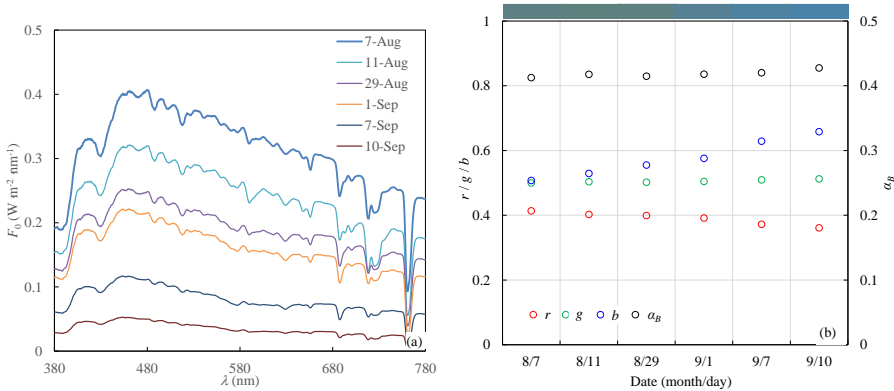 0.5
0.4
0.3
0.2
0.1
0
F₀ (W m⁻² nm⁻¹)
380 480 580 680 780
λ (nm)
7-Aug
11-Aug
29-Aug
1-Sep
7-Sep
10-Sep
(a)
1
0.8
0.6
0.4
0.2
0
r / g / b
0.5
0.4
0.3
0.2
0.1
0
α_B
r g b α_B
(b)
8/7 8/11 8/29 9/1 9/7 9/10
Date (month/day)